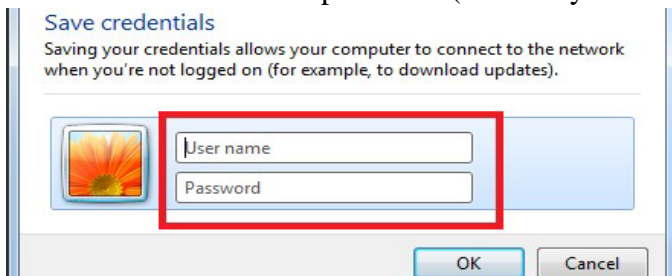 Save credentials
Saving your credentials allows your computer to connect to the network
when you're not logged on (for example, to download updates).
User name
Password
OK Cancel